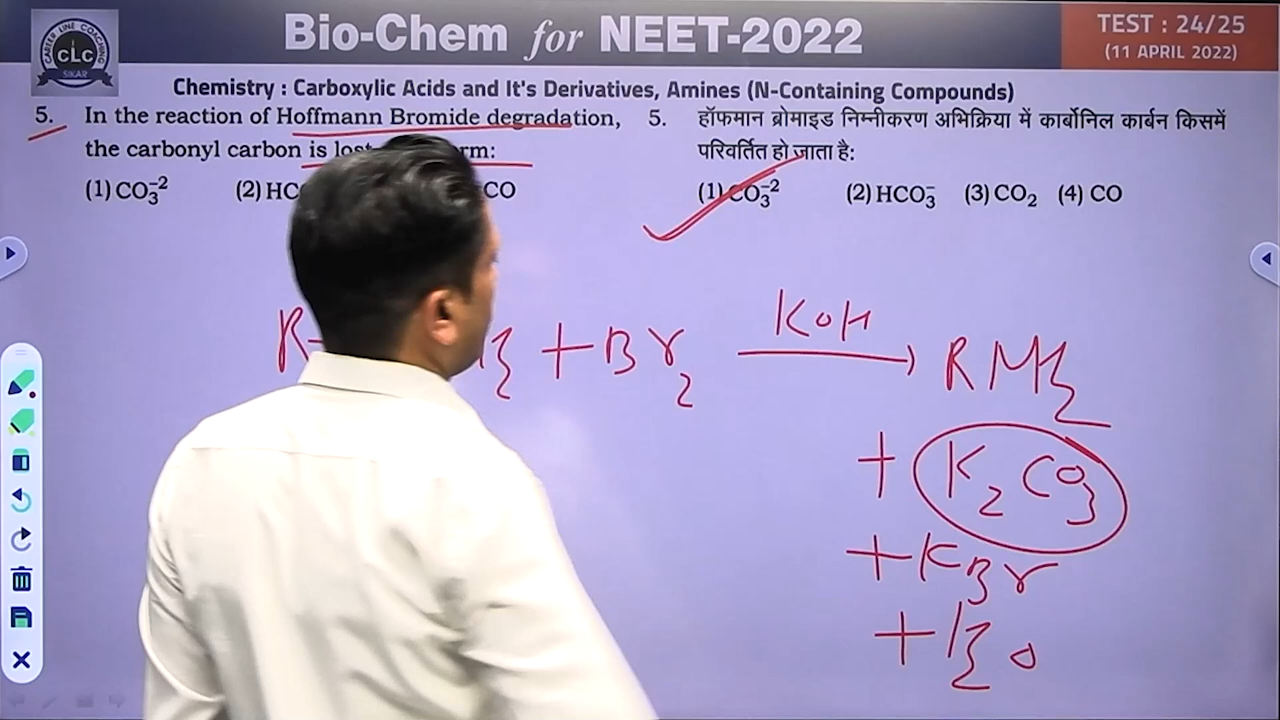 Bio-Chem for NEET-2022
TEST : 24/25
(11 APRIL 2022)
CAREER LINE COACHING
CLC
SIKAR
Chemistry : Carboxylic Acids and It's Derivatives, Amines (N-Containing Compounds)
5. In the reaction of Hoffmann Bromide degradation,
the carbonyl carbon is
(1) CO₃⁻² (2) CO
5. हॉफमान ब्रोमाइड निम्नीकरण अभिक्रिया में कार्बोनिल कार्बन किसमें
परिवर्तित हो जाता है:
(1) CO₃⁻² (2) HCO₃⁻ (3) CO₂ (4) CO
R + Br₂ KOH RNH₂
+ K₂CO₃
+ KBr
+ H₂O